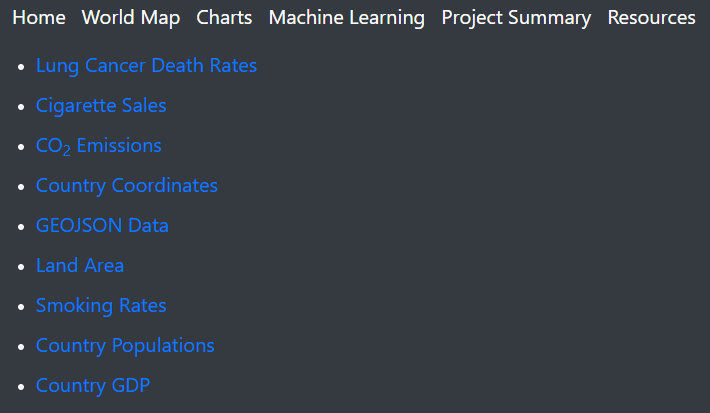 Home World Map Charts Machine Learning Project Summary Resources
Lung Cancer Death Rates
Cigarette Sales
CO₂ Emissions
Country Coordinates
GEOJSON Data
Land Area
Smoking Rates
Country Populations
Country GDP